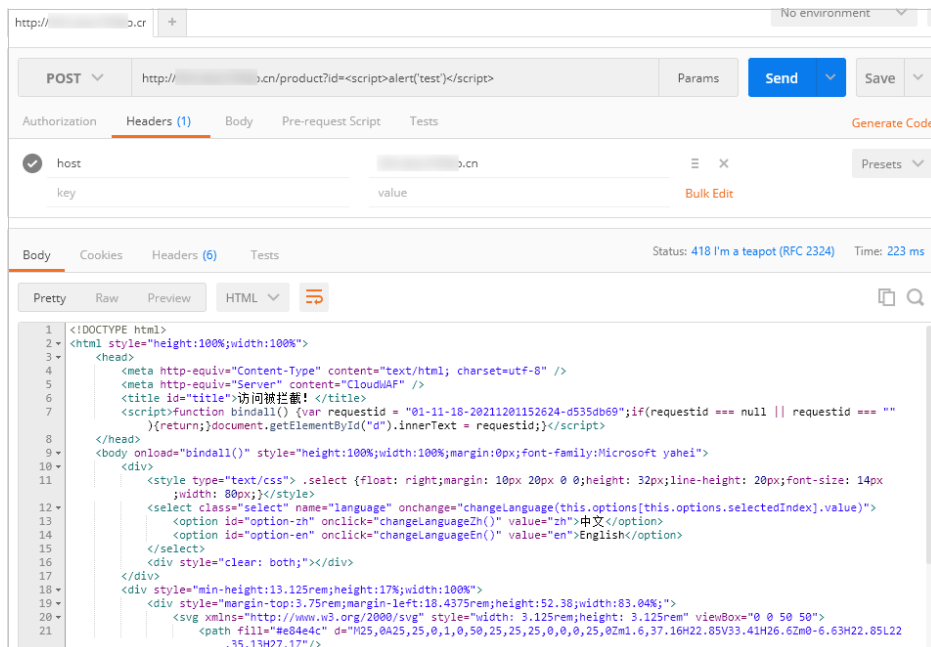 http:// .cr +
No environment
POST http:// .cn/product?id=<script>alert('test')</script> Params Send Save
Authorization Headers (1) Body Pre-request Script Tests Generate Code
host .cn Presets
key value Bulk Edit
Body Cookies Headers (6) Tests Status: 418 I'm a teapot (RFC 2324) Time: 223 ms
Pretty Raw Preview HTML
1 <!DOCTYPE html>
2 <html style="height:100%;width:100%">
3 <head>
4 <meta http-equiv="Content-Type" content="text/html; charset=utf-8" />
5 <meta http-equiv="Server" content="CloudWAF" />
6 <title id="title">访问被拦截！</title>
7 <script>function bindall() {var requestid = "01-11-18-20211201152624-d535db69";if(requestid === null || requestid === ""
){return;}document.getElementById("d").innerText = requestid;}</script>
8 </head>
9 <body onload="bindall()" style="height:100%;width:100%;margin:0px;font-family:Microsoft yahei">
10 <div>
11 <style type="text/css"> .select {float: right;margin: 10px 20px 0 0;height: 32px;line-height: 20px;font-size: 14px
;width: 80px;}</style>
12 <select class="select" name="language" onchange="changeLanguage(this.options[this.options.selectedIndex].value)">
13 <option id="option-zh" onclick="changeLanguageZh()" value="zh">中文</option>
14 <option id="option-en" onclick="changeLanguageEn()" value="en">English</option>
15 </select>
16 <div style="clear: both;"></div>
17 </div>
18 <div style="min-height:13.125rem;height:17%;width:100%">
19 <div style="margin-top:3.75rem;margin-left:18.4375rem;height:52.38;width:83.04%;">
20 <svg xmlns="http://www.w3.org/2000/svg" style="width: 3.125rem;height: 3.125rem" viewBox="0 0 50 50">
21 <path fill="#e84e4c" d="M25,0A25,25,0,1,0,50,25,25,25,0,0,0,25,0Zm1.6,37.16H22.85V33.41H26.6Zm0-6.63H22.85L22
.35,13H27.17"/>